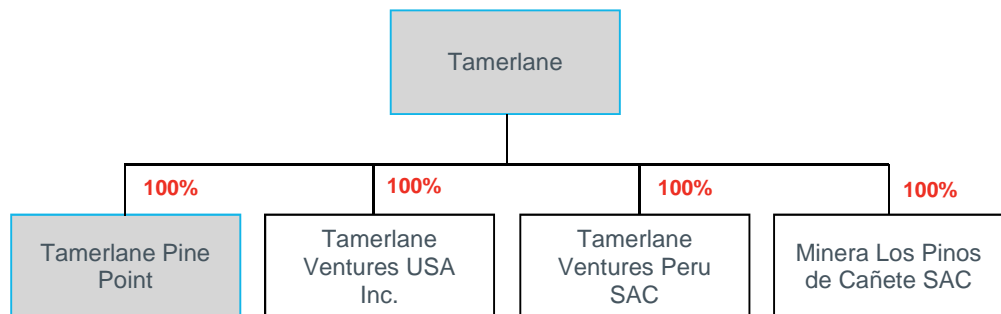 Tamerlane
100%
100%
100%
100%
Tamerlane Pine
Point
Tamerlane
Ventures USA
Inc.
Tamerlane
Ventures Peru
SAC
Minera Los Pinos
de Cañete SAC